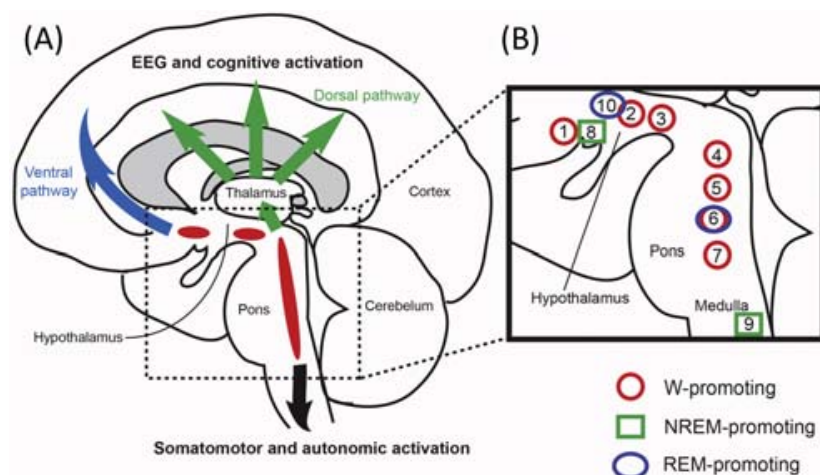 (A)
EEG and cognitive activation
Dorsal pathway
Ventral
pathway
Thalamus
Cortex
Hypothalamus
Pons
Cerebelum
Somatomotor and autonomic activation
(B)
10
1
8
2
3
4
5
6
7
Pons
Hypothalamus
Medulla
9
W-promoting
NREM-promoting
REM-promoting